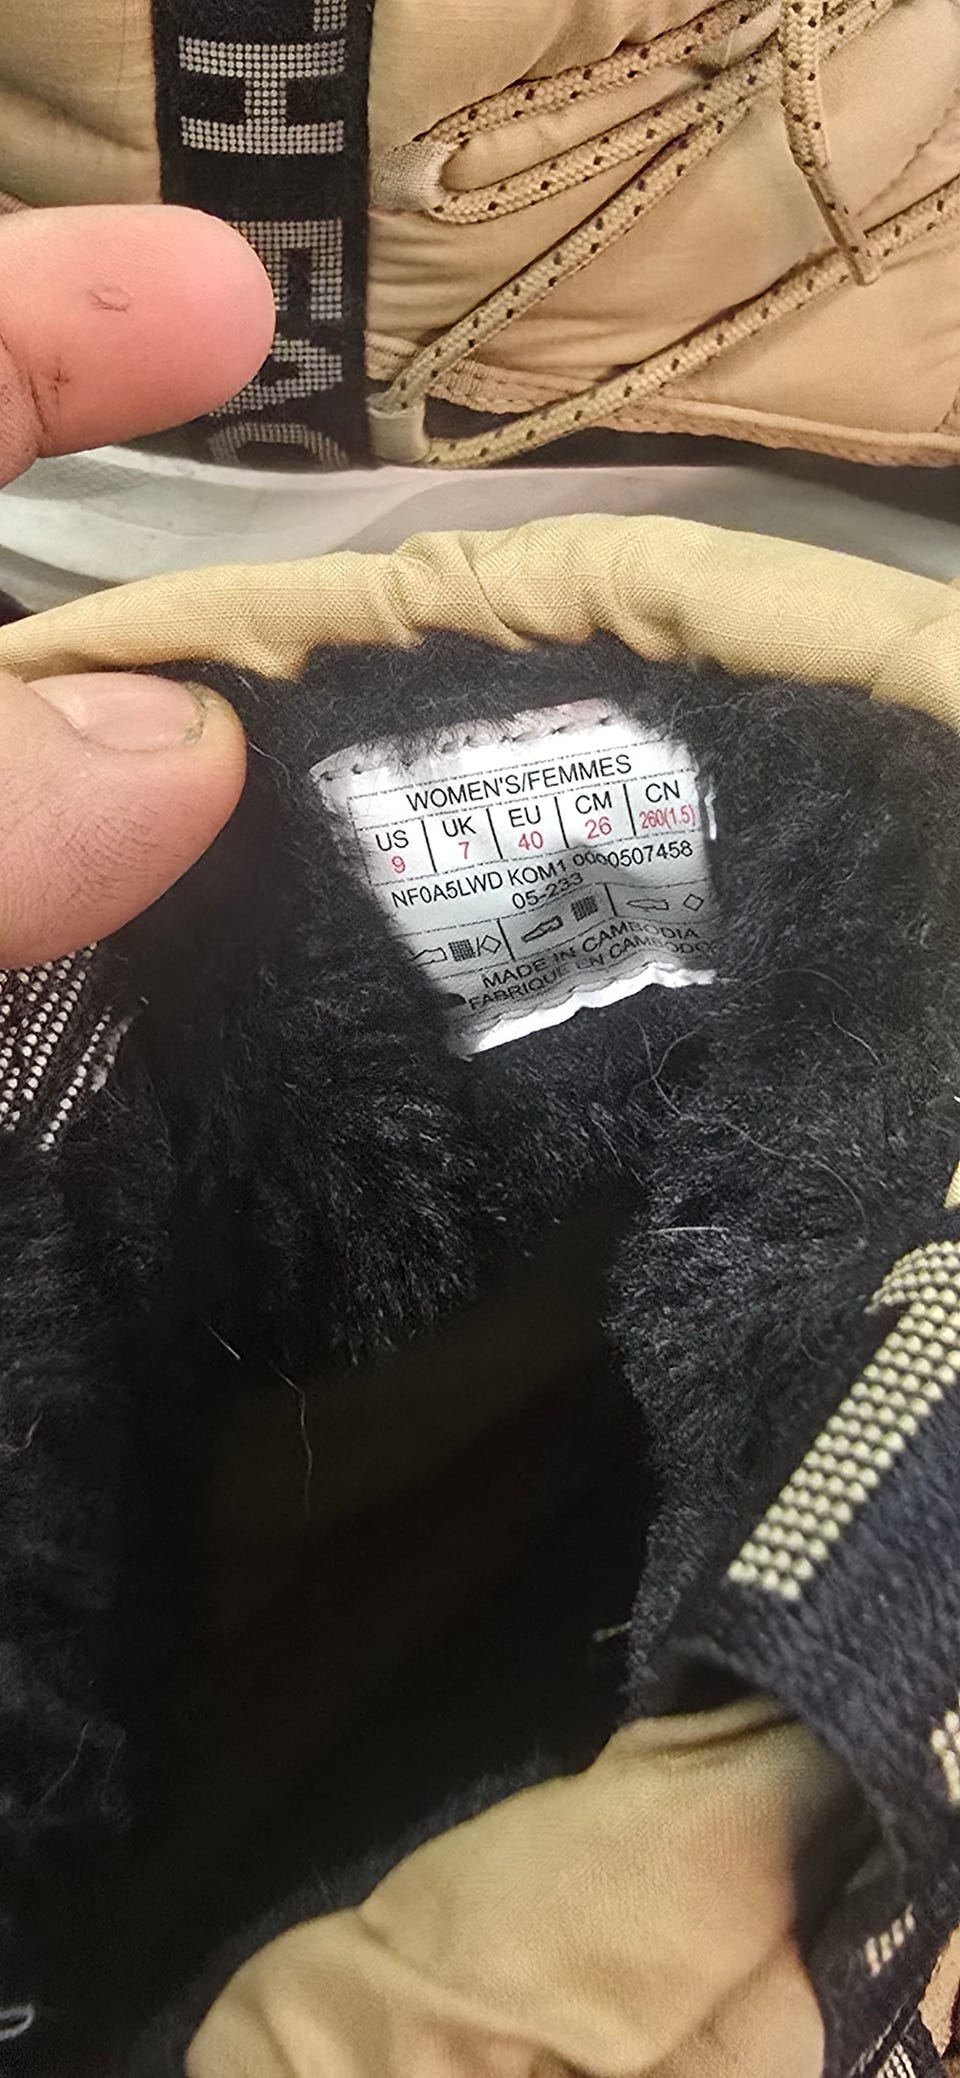 H
WOMEN'S/FEMMES
US UK EU CM CN
9 7 40 26 260(1.5)
NF0A5LWD KOM1 0000507458
05-233
MADE IN CAMBODIA
FABRIQUE EN CAMBODG